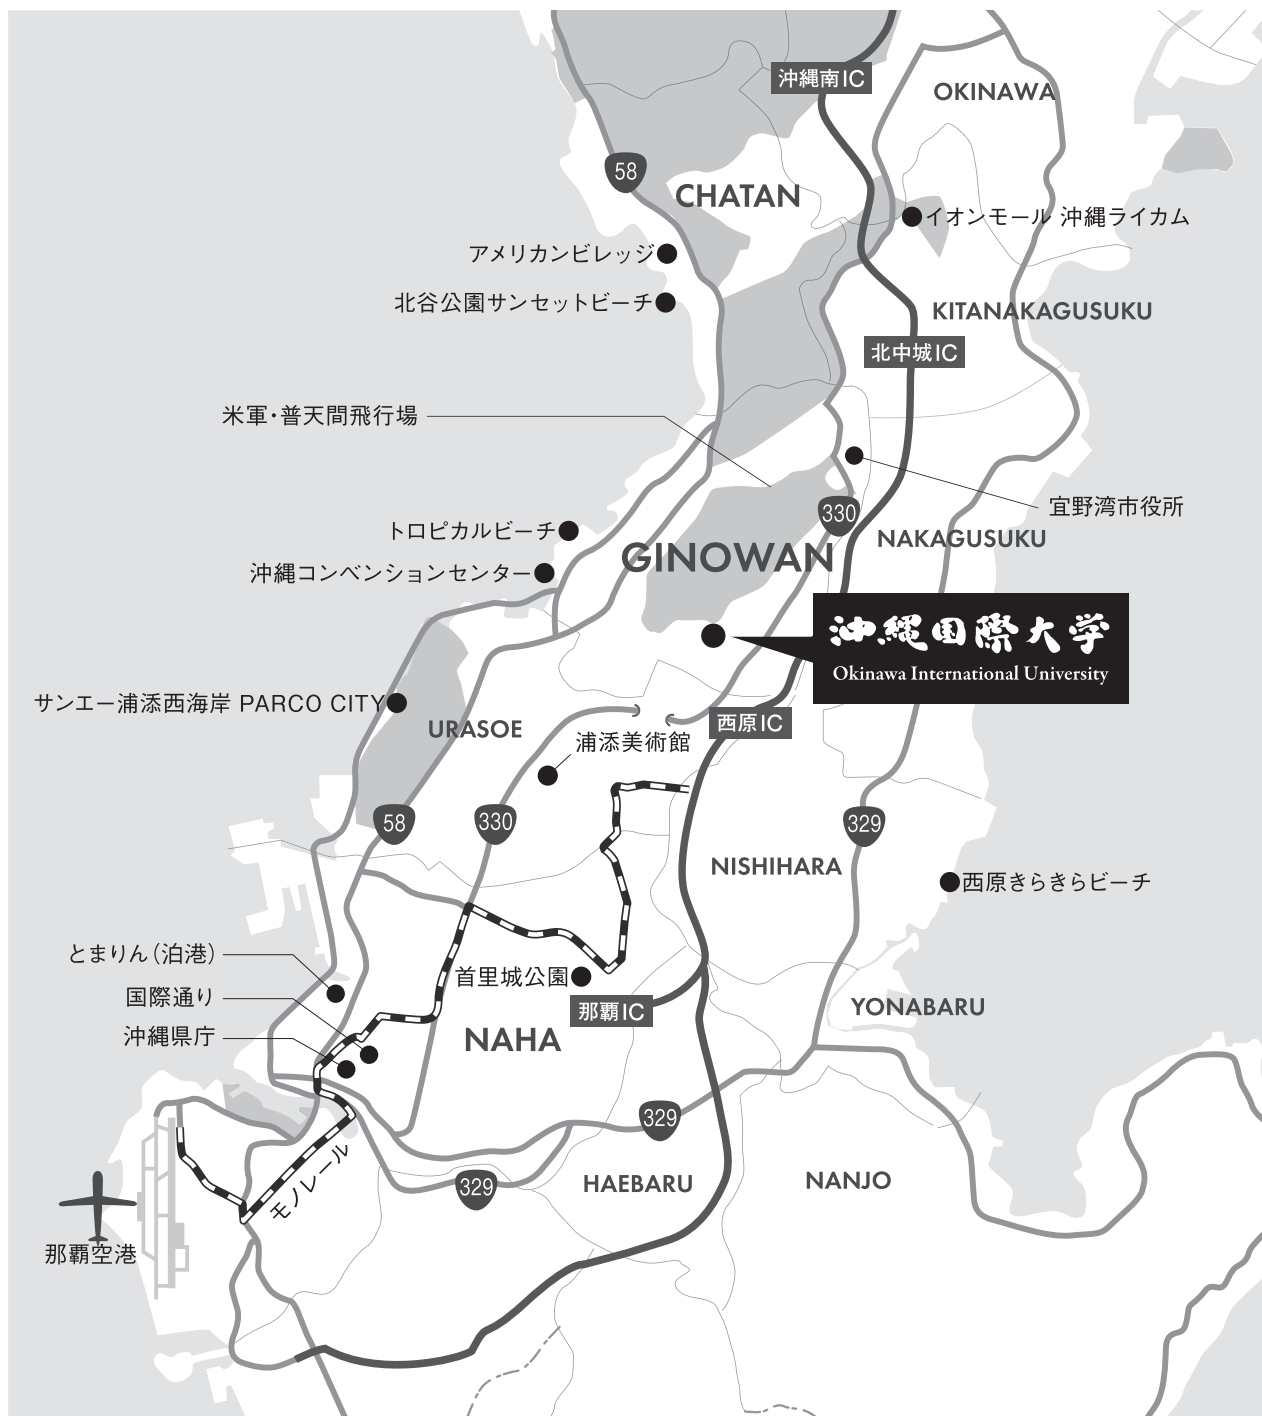 沖縄南IC
OKINAWA
58
CHATAN
イオンモール 沖縄ライカム
アメリカンビレッジ
北谷公園サンセットビーチ
KITANAKAGUSUKU
北中城IC
米軍・普天間飛行場
宜野湾市役所
330
トロピカルビーチ
NAKAGUSUKU
GINOWAN
沖縄コンベンションセンター
沖縄国際大学
Okinawa International University
サンエー浦添西海岸 PARCO CITY
URASOE
西原IC
浦添美術館
58
330
329
NISHIHARA
西原きらきらビーチ
とまりん(泊港)
首里城公園
国際通り
那覇IC
YONABARU
沖縄県庁
NAHA
329
モノレール
329
HAEBARU
NANJO
那覇空港